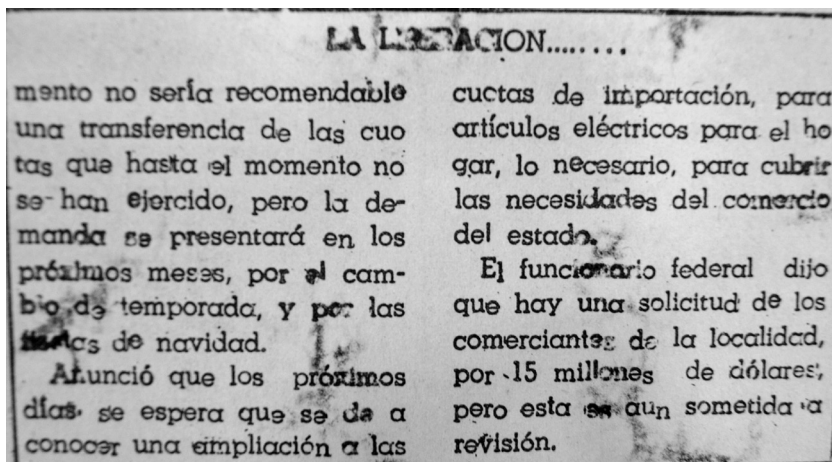 LA LIBERACION........
mento no sería recomendable
una transferencia de las cuo
tas que hasta el momento no
se han ejercido, pero la de-
manda se presentará en los
próximos meses, por el cam-
bio de temporada, y por las
fiestas de navidad.
Anunció que los próximos
días se espera que se da a
conocer una ampliación a las
cuotas de importación, para
artículos eléctricos para el ho
gar, lo necesario, para cubrir
las necesidades del comercio
del estado.
El funcionario federal dijo
que hay una solicitud de los
comerciantes de la localidad,
por 15 millones de dólares,
pero esta es aun sometida a
revisión.